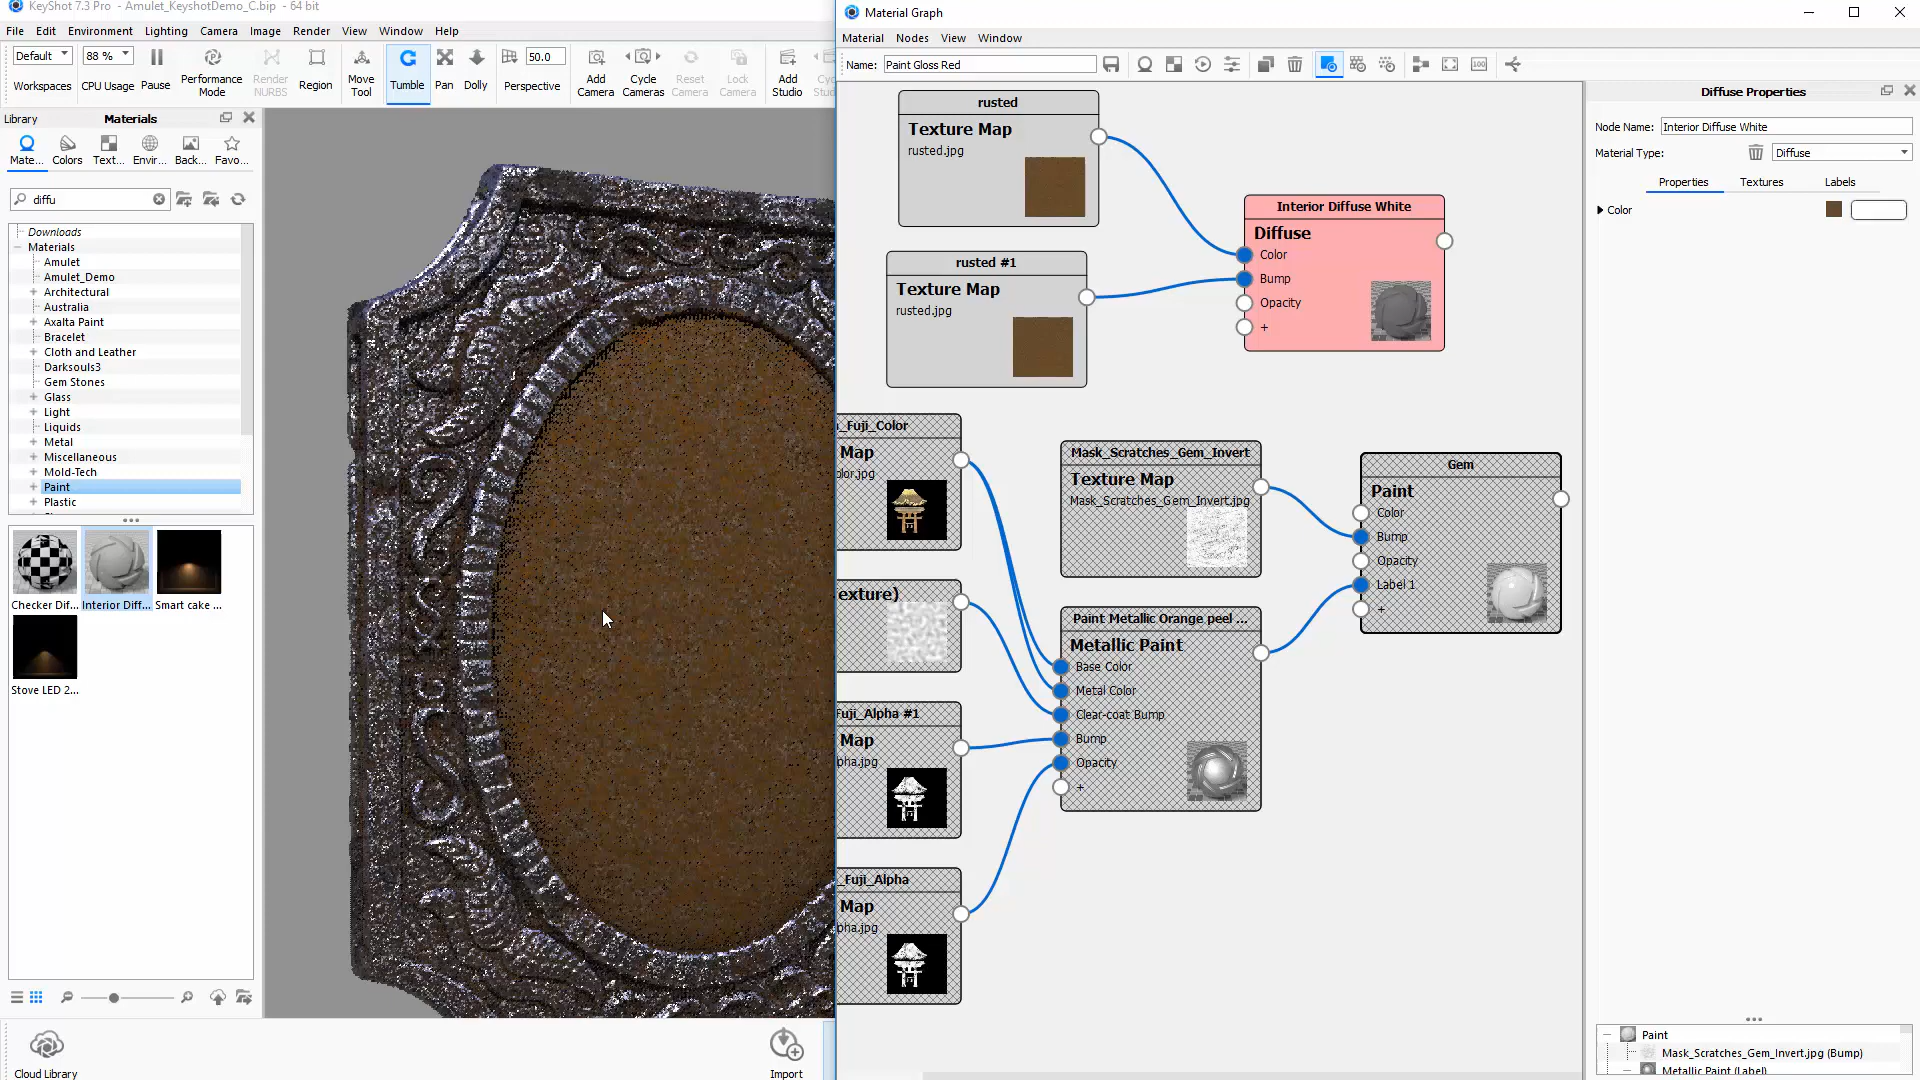 KeyShot 7.3 Pro - Amulet_KeyshotDemo_C.bip - 64 bit
File Edit Environment Lighting Camera Image Render View Window Help
Default
88 %
50.0
Workspaces
CPU Usage
Pause
Performance
Mode
Render
NURBS
Region
Move
Tool
Tumble
Pan
Dolly
Perspective
Add
Camera
Cycle
Cameras
Reset
Camera
Lock
Camera
Add
Studio
Library
Materials
Mate...
Colors
Text...
Envir...
Back...
Favo...
diffu
Downloads
Materials
Amulet
Amulet_Demo
Architectural
Australia
Axalta Paint
Bracelet
Cloth and Leather
Darksouls3
Gem Stones
Glass
Light
Liquids
Metal
Miscellaneous
Mold-Tech
Paint
Plastic
Checker Dif...
Interior Diff...
Smart cake ...
Stove LED 2...
Cloud Library
Import
Material Graph
Material Nodes View Window
Name: Paint Gloss Red
100
rusted
Texture Map
rusted.jpg
rusted #1
Texture Map
rusted.jpg
Interior Diffuse White
Diffuse
Color
Bump
Opacity
+
_Fuji_Color
Map
lor.jpg
exture)
Fuji_Alpha #1
Map
pha.jpg
_Fuji_Alpha
Map
pha.jpg
Mask_Scratches_Gem_Invert
Texture Map
Mask_Scratches_Gem_Invert.jpg
Paint Metallic Orange peel ...
Metallic Paint
Base Color
Metal Color
Clear-coat Bump
Bump
Opacity
+
Gem
Paint
Color
Bump
Opacity
Label 1
+
Diffuse Properties
Node Name: Interior Diffuse White
Material Type: Diffuse
Properties
Textures
Labels
Color
Paint
Mask_Scratches_Gem_Invert.jpg (Bump)
Metallic Paint (Label)